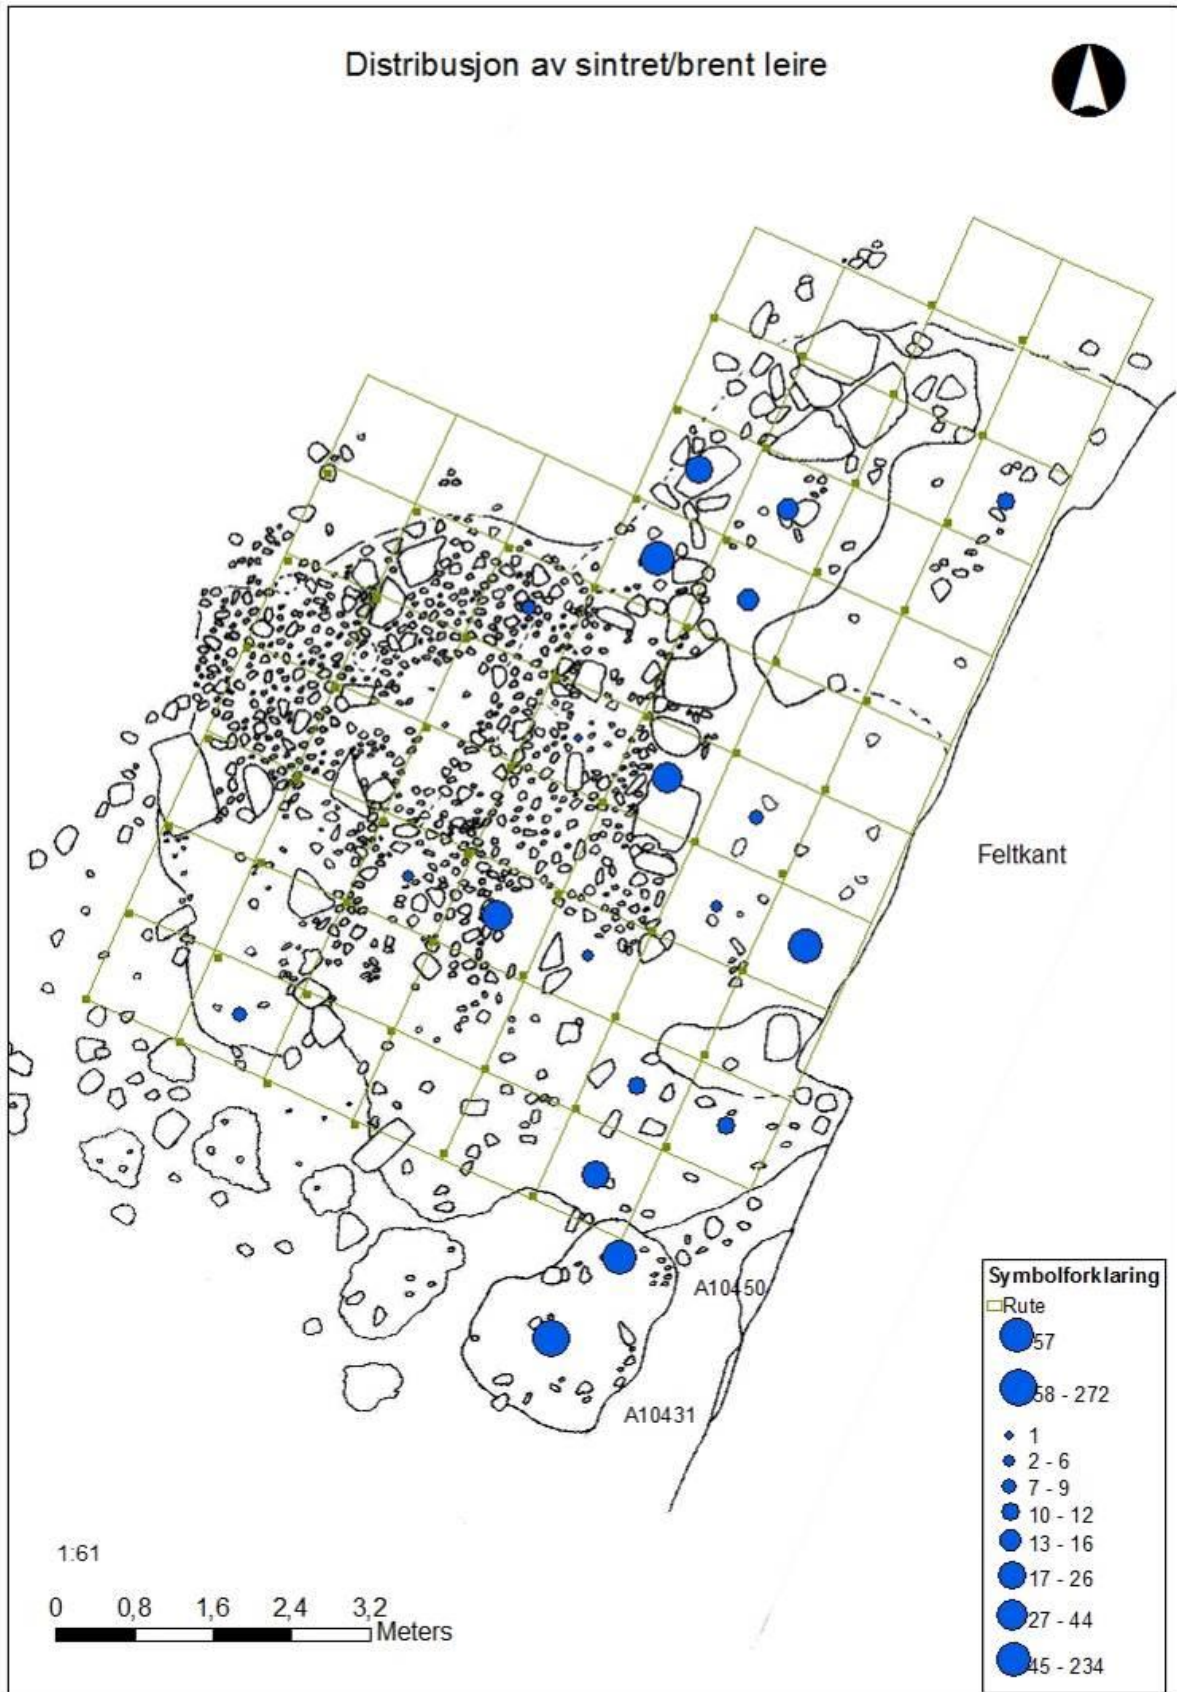 Distribusjon av sintret/brent leire
Feltkant
A10450
A10431
Symbolforklaring
Rute
57
58 - 272
1
2 - 6
7 - 9
10 - 12
13 - 16
17 - 26
27 - 44
45 - 234
1:61
0 0,8 1,6 2,4 3,2
Meters